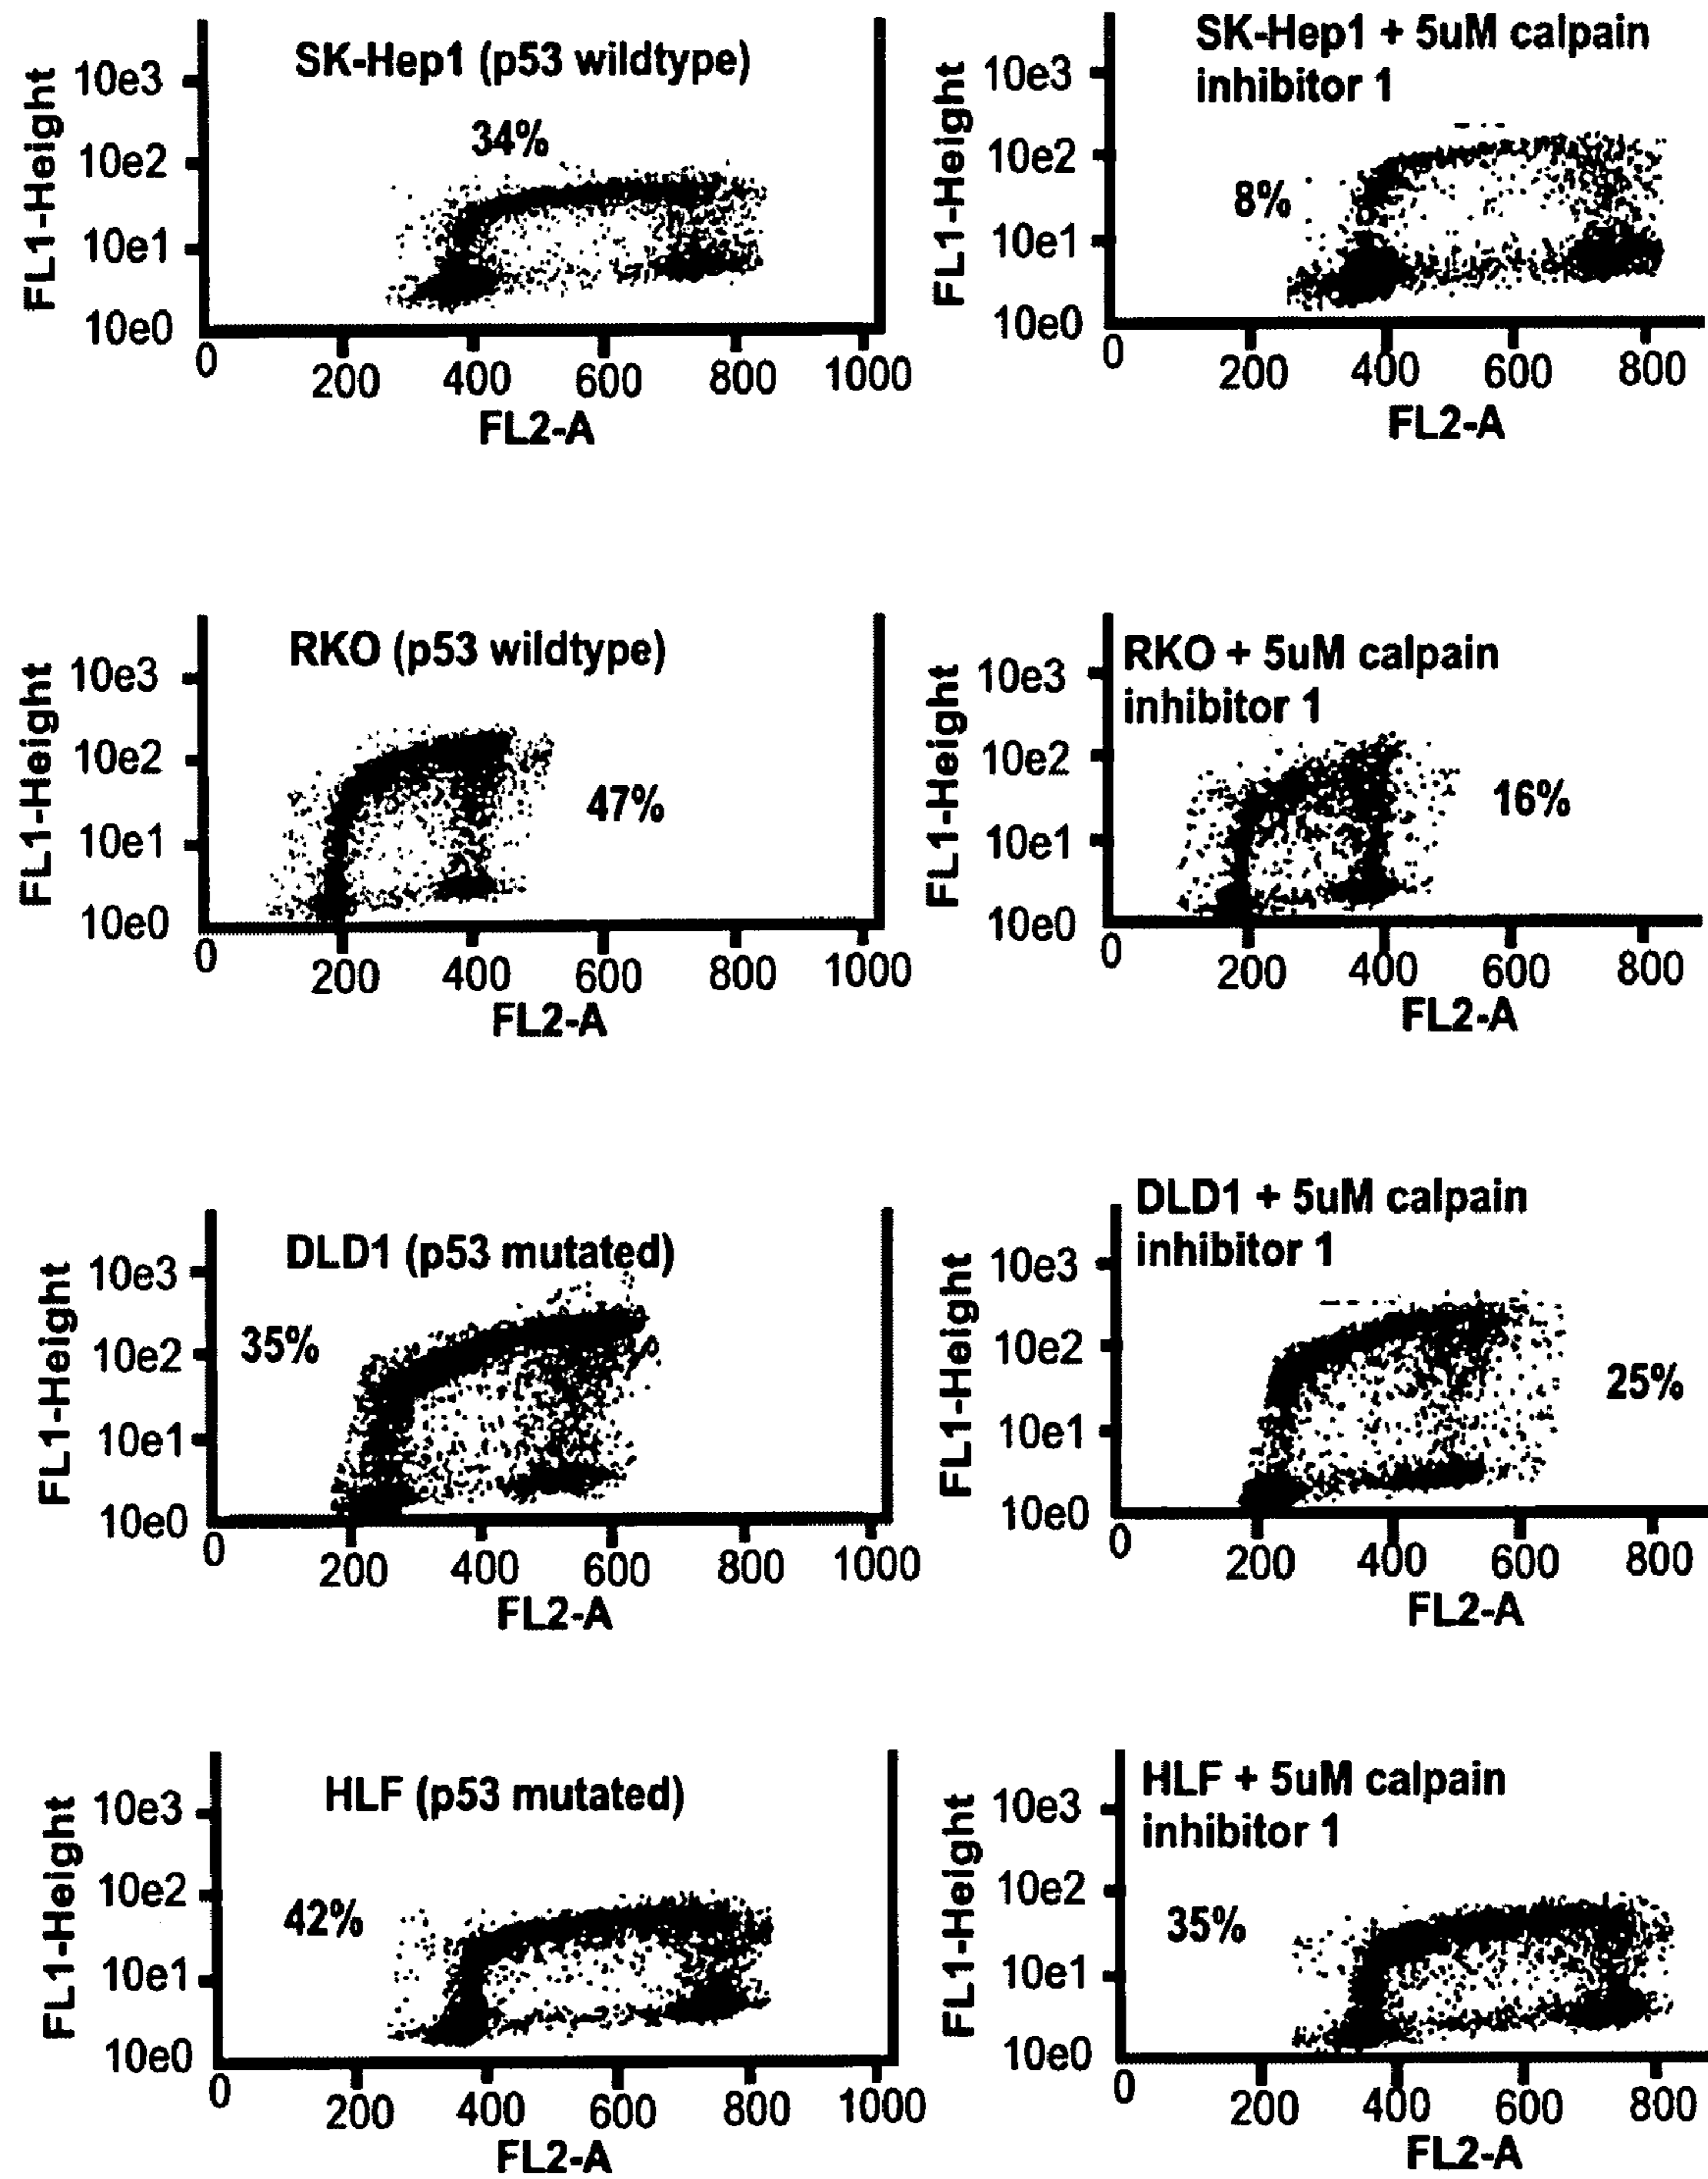 SK-Hep1 (p53 wildtype)
34%
FL1-Height
10e3
10e2
10e1
10e0
0
200
400
600
800
1000
FL2-A
SK-Hep1 + 5uM calpain
inhibitor 1
8%
FL1-Height
10e3
10e2
10e1
10e0
0
200
400
600
800
FL2-A
RKO (p53 wildtype)
47%
FL1-Height
10e3
10e2
10e1
10e0
0
200
400
600
800
1000
FL2-A
RKO + 5uM calpain
inhibitor 1
16%
FL1-Height
10e3
10e2
10e1
10e0
0
200
400
600
800
FL2-A
DLD1 (p53 mutated)
35%
FL1-Height
10e3
10e2
10e1
10e0
0
200
400
600
800
1000
FL2-A
DLD1 + 5uM calpain
inhibitor 1
25%
FL1-Height
10e3
10e2
10e1
10e0
0
200
400
600
800
FL2-A
HLF (p53 mutated)
42%
FL1-Height
10e3
10e2
10e1
10e0
0
200
400
600
800
1000
FL2-A
HLF + 5uM calpain
inhibitor 1
35%
FL1-Height
10e3
10e2
10e1
10e0
0
200
400
600
800
FL2-A